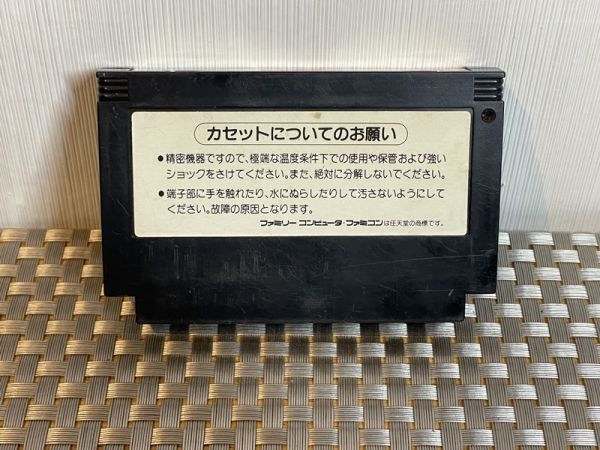 カセットについてのお願い
●精密機器ですので、極端な温度条件下での使用や保管および強い
ショックをさけてください。また、絶対に分解しないでください。
●端子部に手を触れたり、水にぬらしたりして汚さないようにして
ください。故障の原因となります。
ファミリーコンピュータ・ファミコンは任天堂の商標です。